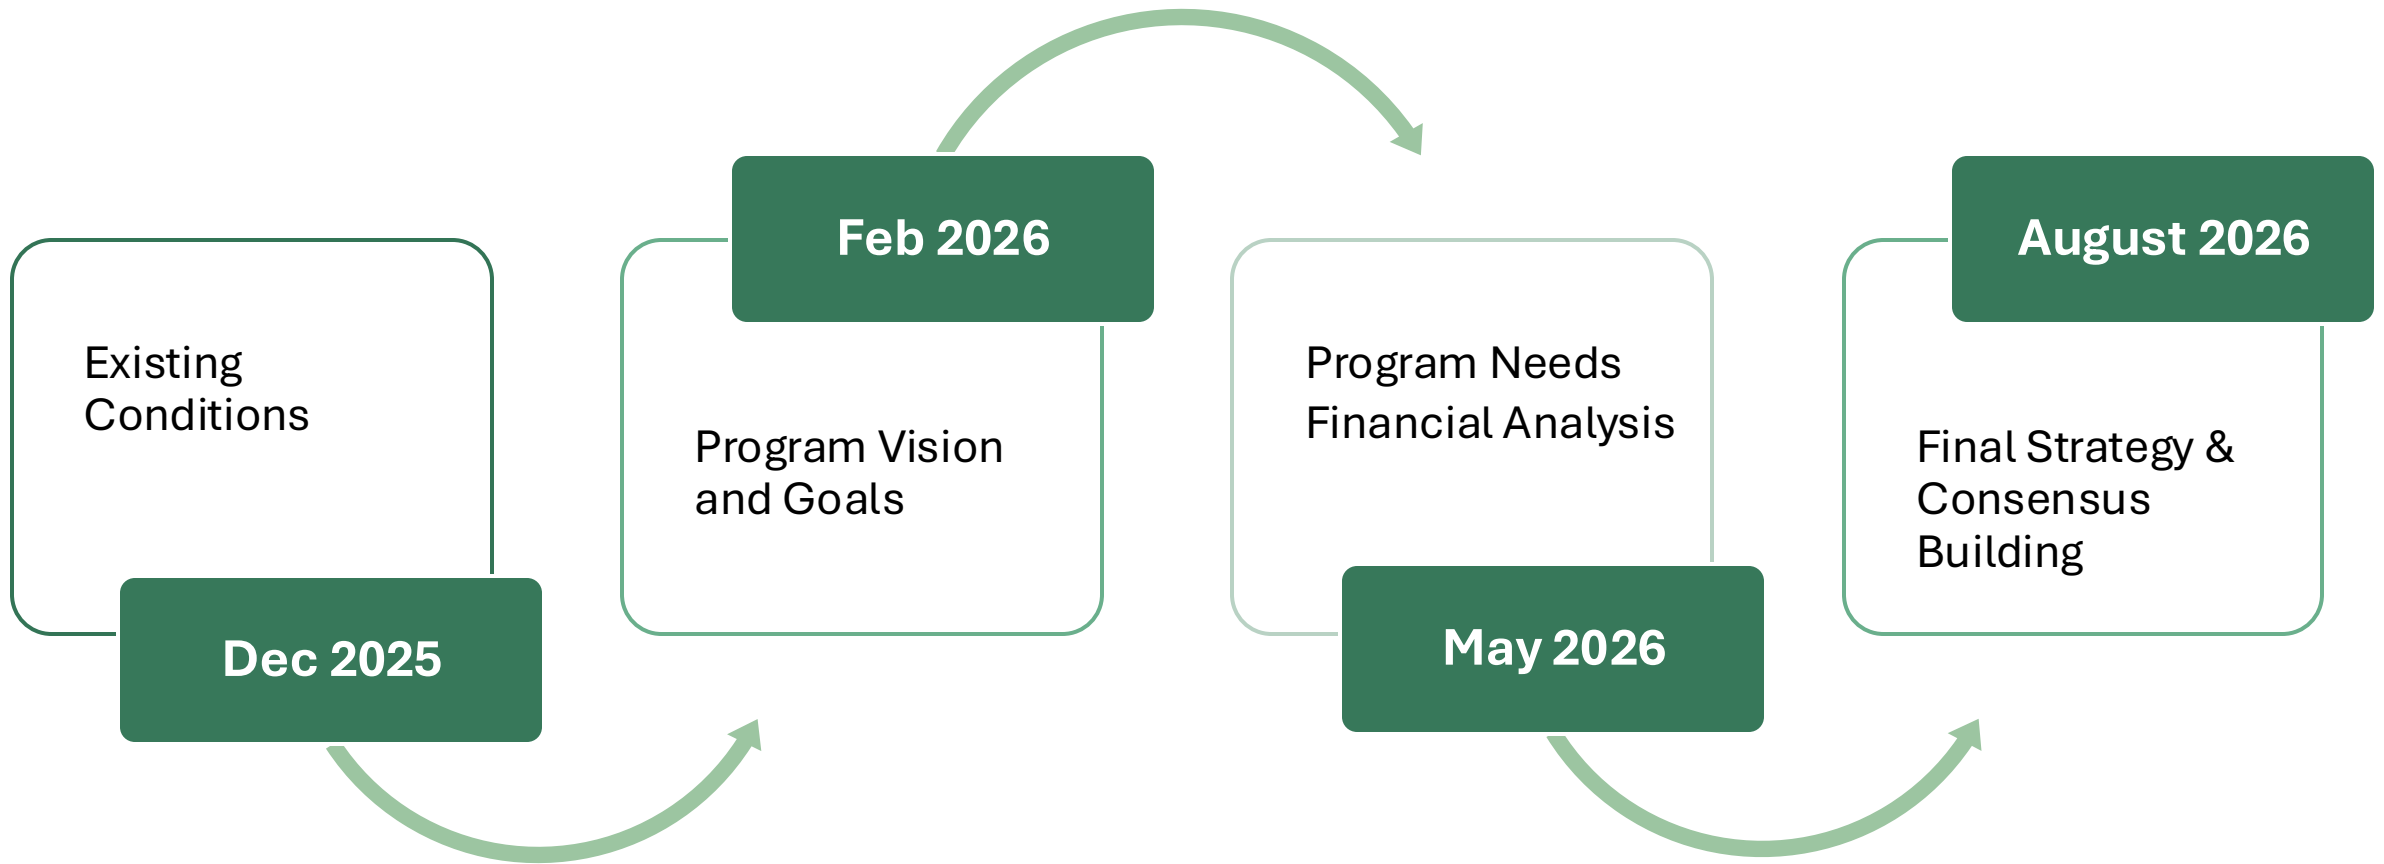 Existing
Conditions
Dec 2025
Feb 2026
Program Vision
and Goals
Program Needs
Financial Analysis
May 2026
August 2026
Final Strategy &
Consensus
Building